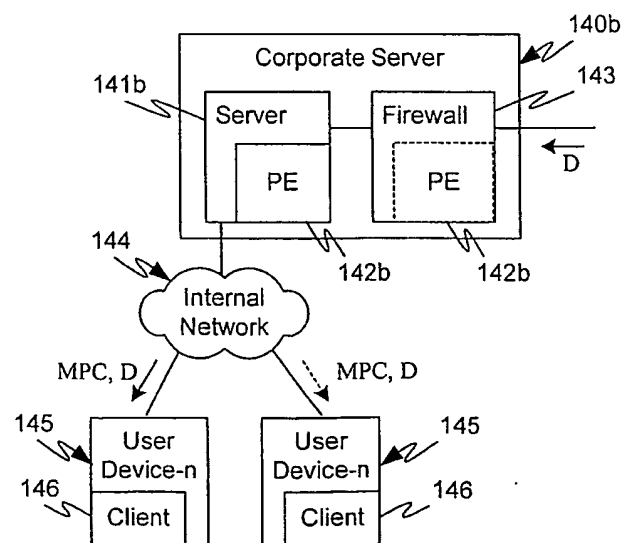 140b
Corporate Server
141b
143
Server
Firewall
D
PE
PE
144
142b
142b
Internal
Network
MPC, D
MPC, D
145
145
User
Device-n
User
Device-n
146
146
Client
Client